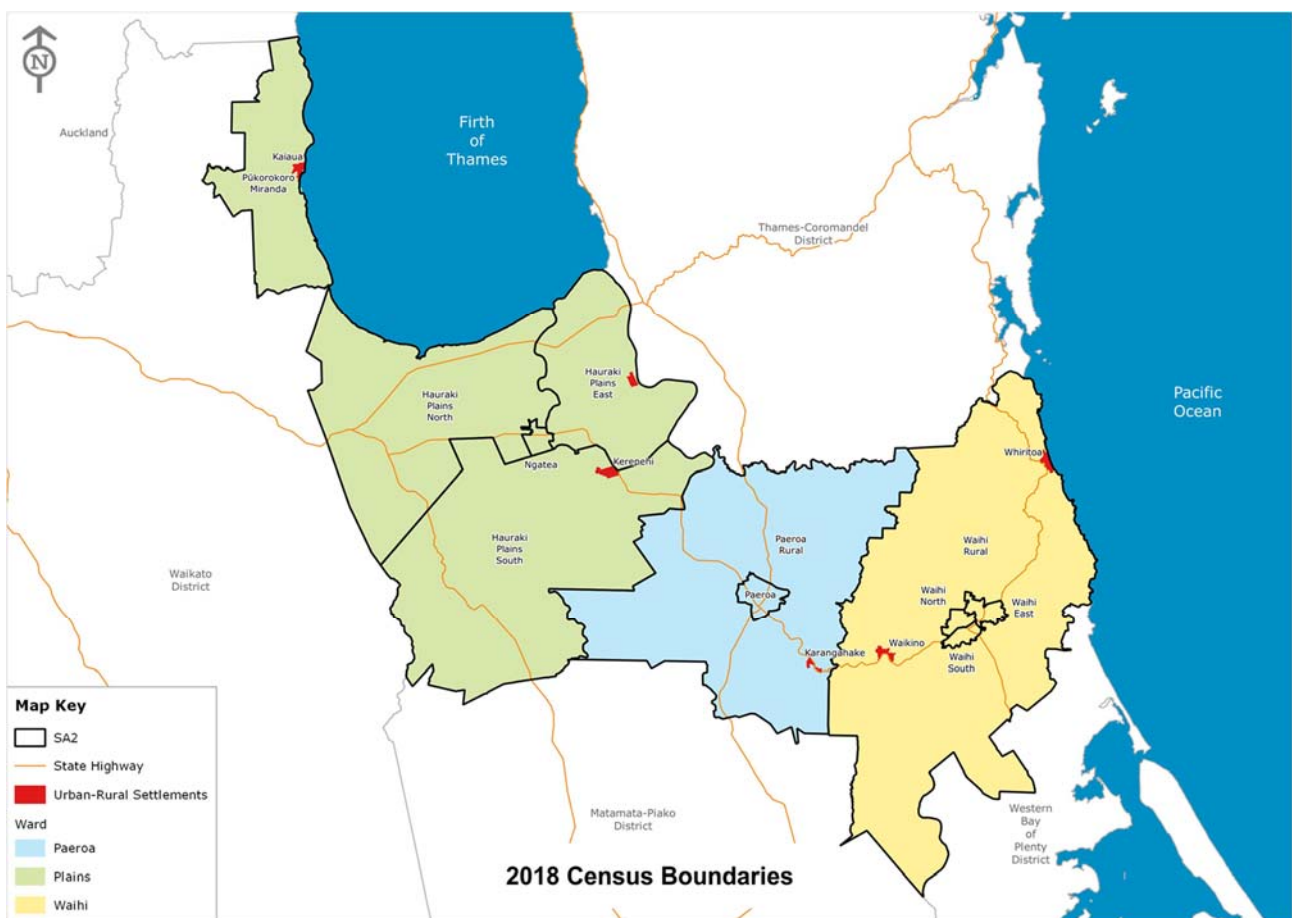 N
Auckland
Firth
of
Thames
Kaiaua
Pūkorokoro
Miranda
Thames-Coromandel
District
Hauraki
Plains
East
Hauraki
Plains
North
Pacific
Ocean
Ngatea
Kerepehi
Whiritoa
Hauraki
Plains
South
Paeroa
Rural
Waihi
Rural
Waikato
District
Paeroa
Waihi
North
Waihi
East
Karangahake
Waikino
Waihi
South
Map Key
SA2
State Highway
Urban-Rural Settlements
Ward
Paeroa
Plains
Waihi
Matamata-Piako
District
Western
Bay
of
Plenty
District
2018 Census Boundaries